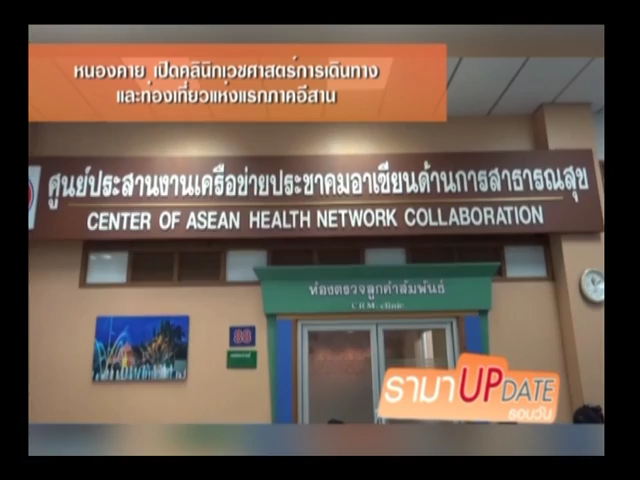 หนองคาย เปิดคลินิกเวชศาสตร์การเดินทาง
และท่องเที่ยวแห่งแรกภาคอีสาน
ศูนย์ประสานงานเครือข่ายประชาคมอาเซียนด้านการสาธารณสุข
CENTER OF ASEAN HEALTH NETWORK COLLABORATION
ห้องตรวจลูกค้าสัมพันธ์
C.R.M. clinic
88
รามา UPDATE
รอบวัน